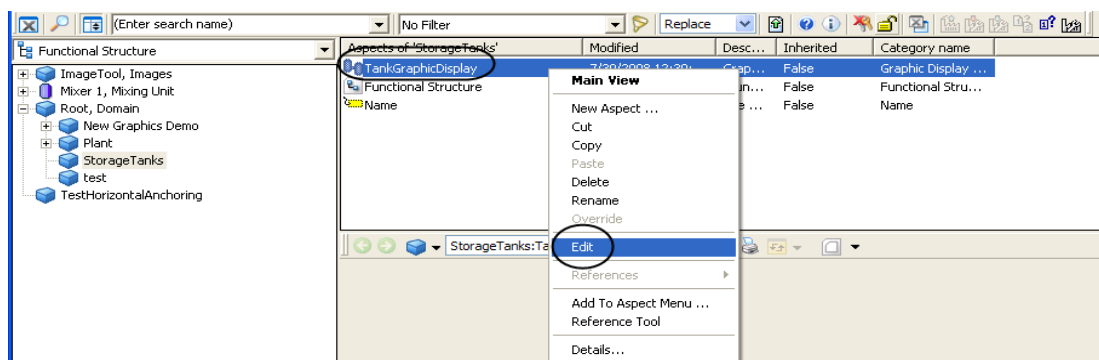 (Enter search name) No Filter Replace
Functional Structure
ImageTool, Images
Mixer 1, Mixing Unit
Root, Domain
New Graphics Demo
Plant
StorageTanks
test
TestHorizontalAnchoring
Aspects of 'StorageTanks' Modified Desc... Inherited Category name
TankGraphicDisplay Grap... False Graphic Display ...
Functional Structure False Functional Stru...
Name False Name
Main View
New Aspect ...
Cut
Copy
Paste
Delete
Rename
Override
Edit
References
Add To Aspect Menu ...
Reference Tool
Details...
StorageTanks:Ta